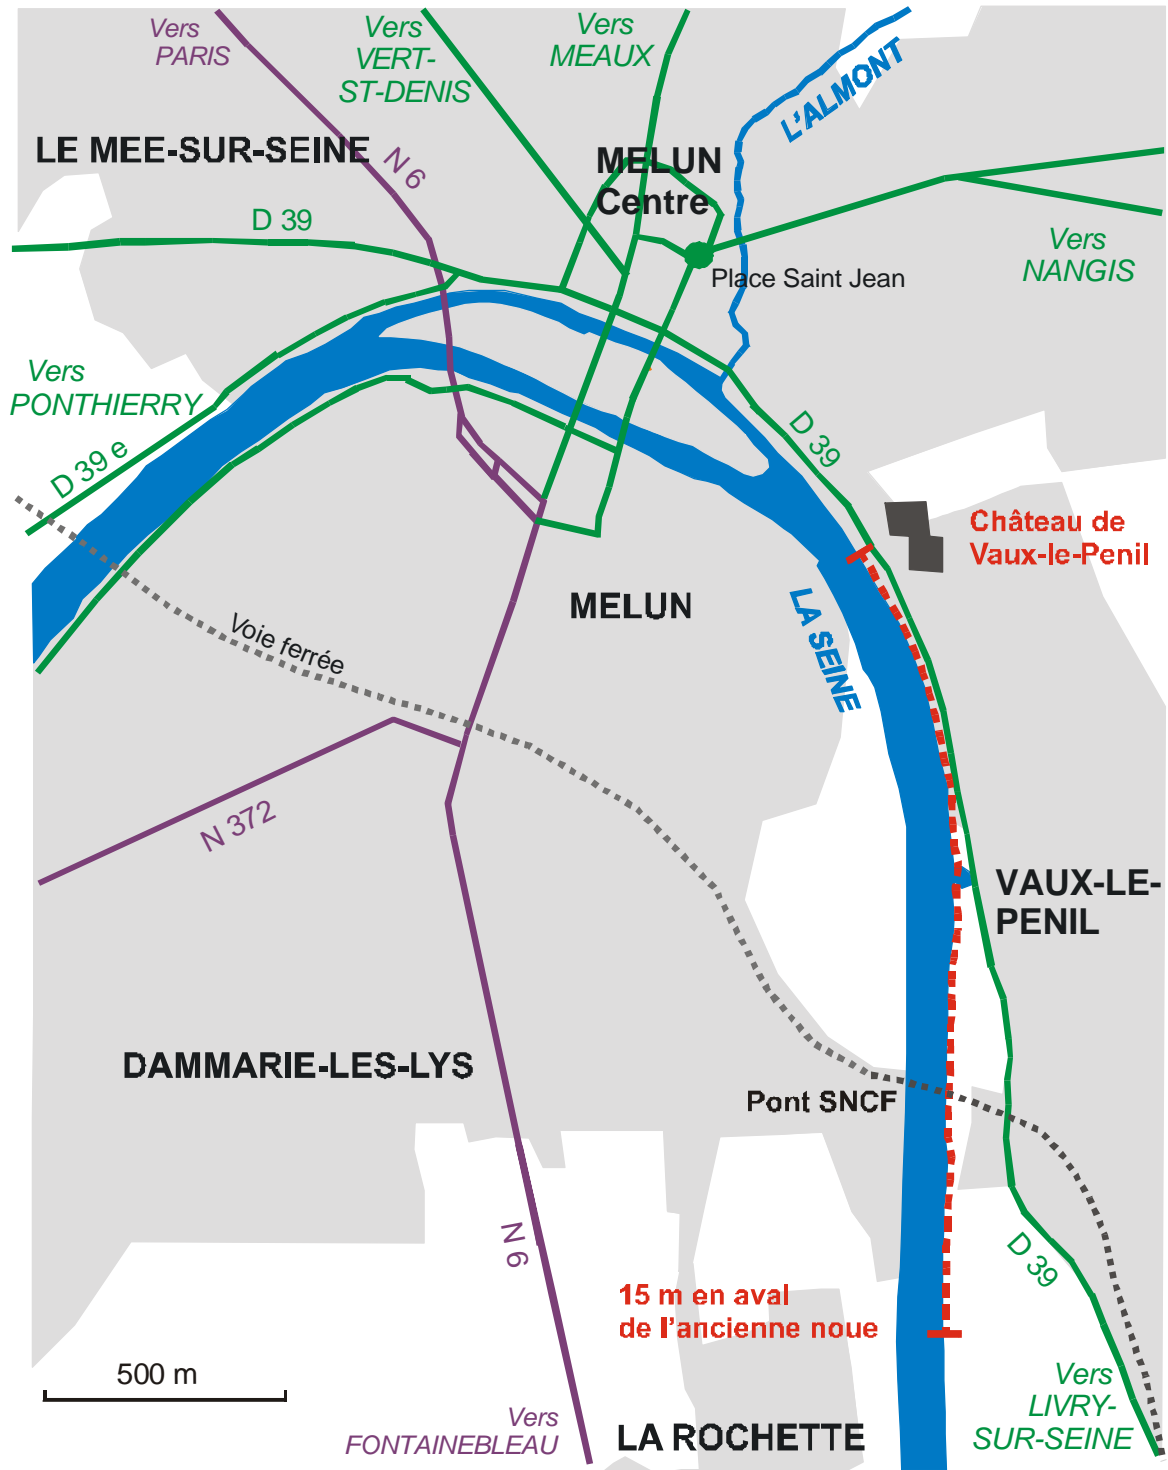 Vers
PARIS
Vers
VERT-
ST-DENIS
Vers
MEAUX
L'ALMONT
LE MEE-SUR-SEINE
N 6
MELUN
Centre
D 39
Vers
NANGIS
Place Saint Jean
Vers
PONTHIERRY
D 39 e
D 39
Château de
Vaux-le-Penil
MELUN
LA SEINE
Voie ferrée
N 372
VAUX-LE-
PENIL
DAMMARIE-LES-LYS
Pont SNCF
N 6
D 39
15 m en aval
de l'ancienne noue
500 m
Vers
FONTAINEBLEAU
LA ROCHETTE
Vers
LIVRY-
SUR-SEINE